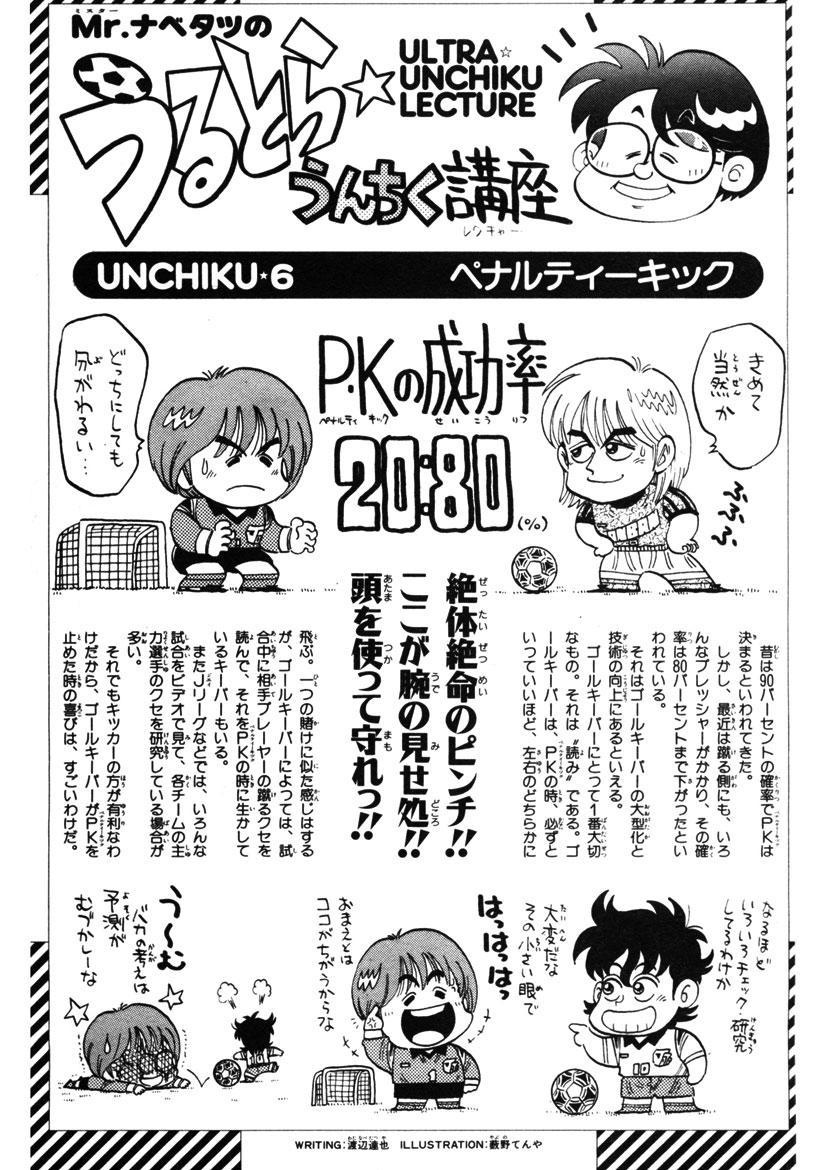 Mr.ナベタツの
ミスター
うるとら☆
ULTRA☆
UNCHIKU
LECTURE
うんちく講座
レクチャー
UNCHIKU★6 ペナルティーキック
きめて
当然か
ふふふ
P.Kの成功率
ペナルティ キック せいこうりつ
20:80(%)
どっちにしても
分がわるい…
絶体絶命のピンチ!!
ここが腕の見せ処!!
頭を使って守れっ!!
昔は90パーセントの確率でPKは
決まるといわれてきた。
しかし、最近は蹴る側にも、いろ
んなプレッシャーがかかり、その確
率は80パーセントまで下がったとい
われている。
それはゴールキーパーの大型化と
技術の向上にあるといえる。
ゴールキーパーにとって1番大切
なもの。それは〝読み〟である。ゴ
ールキーパーは、PKの時、必ずと
いっていいほど、左右のどちらかに
飛ぶ。一つの賭けに似た感じはする
が、ゴールキーパーによっては、試
合中に相手プレーヤーの蹴るクセを
読んで、それをPKの時に生かして
いるキーパーもいる。
またJリーグなどでは、いろんな
試合をビデオで見て、各チームの主
力選手のクセを研究している場合が
多い。
それでもキッカーの方が有利なわ
けだから、ゴールキーパーがPKを
止めた時の喜びは、すごいわけだ。
なるほど
いろいろチェック・研究
してるわけか
大変だな
その小さい眼で
はっはっはっ
おまえとは
ココがちがうからな
う〜む
バカの考えは
予測が
むづかしーな
WRITING:渡辺達也 ILLUSTRATION:藪野てんや